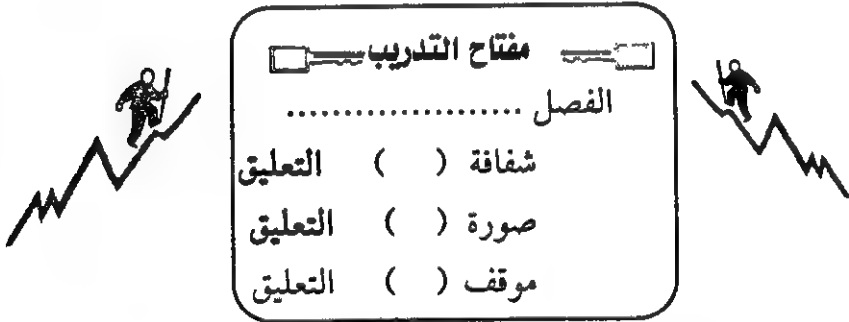 مفتاح التدريب
الفصل .....................
شفافة ( ) التعليق
صورة ( ) التعليق
موقف ( ) التعليق